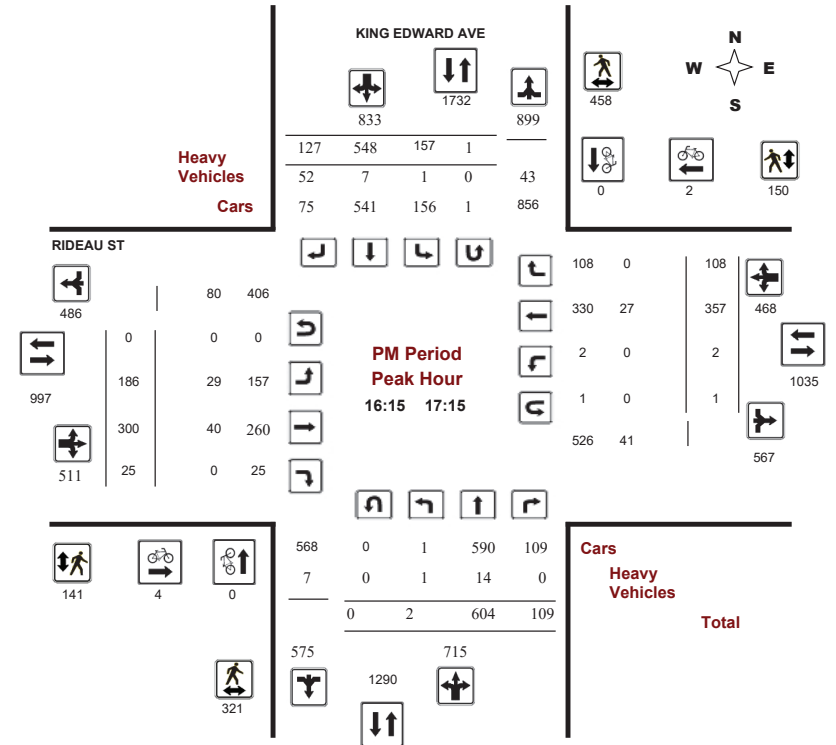 KING EDWARD AVE
N
W E
S
1732
458
833
899
127 548 157 1
Heavy
Vehicles
52 7 1 0 43
Cars
75 541 156 1 856
0 2 150
RIDEAU ST
486
80 406
108 0 108
330 27 357 468
0 0 0
2 0 2
997
PM Period
Peak Hour
16:15 17:15
1035
186 29 157
1 0 1
300 40 260
526 41
567
511
25 0 25
568 0 1 590 109
Cars
7 0 1 14 0
Heavy
Vehicles
141 4 0
0 2 604 109
Total
575 715
1290
321